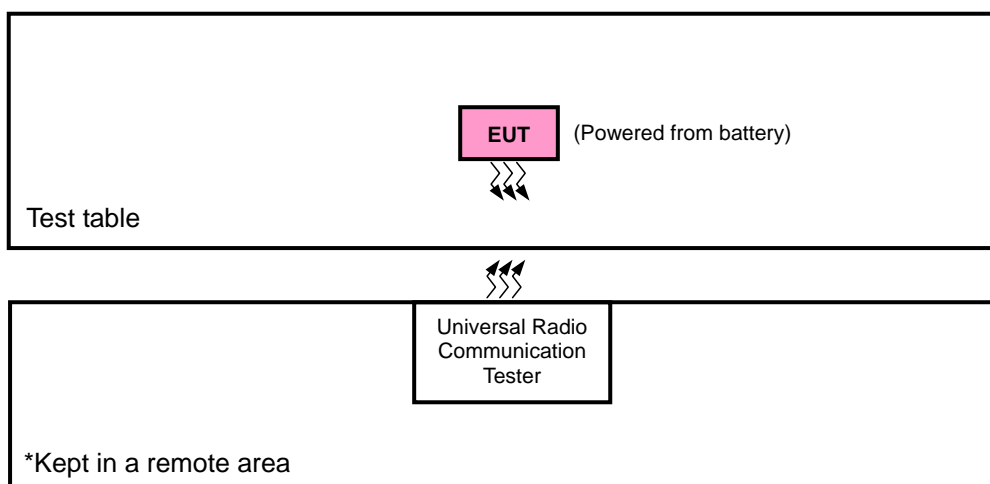 EUT (Powered from battery)
Test table
Universal Radio
Communication
Tester
*Kept in a remote area